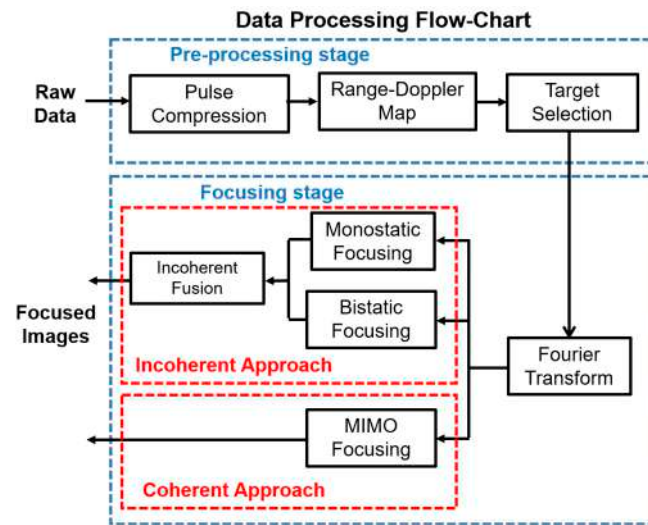 Data Processing Flow-Chart
Pre-processing stage
Raw
Data
Pulse
Compression
Range-Doppler
Map
Target
Selection
Focusing stage
Monostatic
Focusing
Incoherent
Fusion
Bistatic
Focusing
Focused
Images
Fourier
Transform
Incoherent Approach
MIMO
Focusing
Coherent Approach